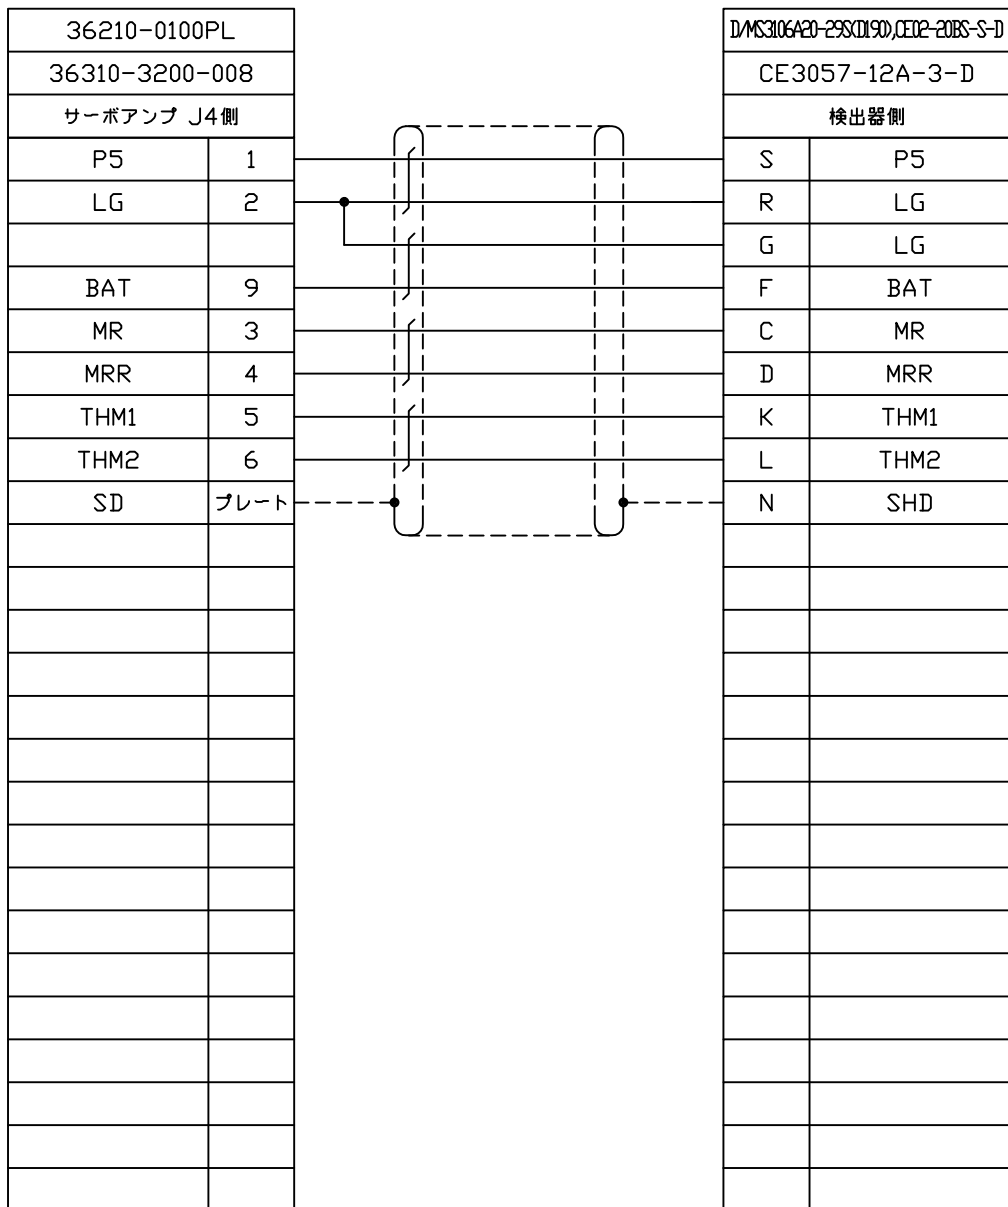 36210-0100PL
36310-3200-008
サーボアンプ J4側
P5 1
LG 2
BAT 9
MR 3
MRR 4
THM1 5
THM2 6
SD プレート
D/MS3106A20-29S(D190),CE02-20BS-S-D
CE3057-12A-3-D
検出器側
S P5
R LG
G LG
F BAT
C MR
D MRR
K THM1
L THM2
N SHD